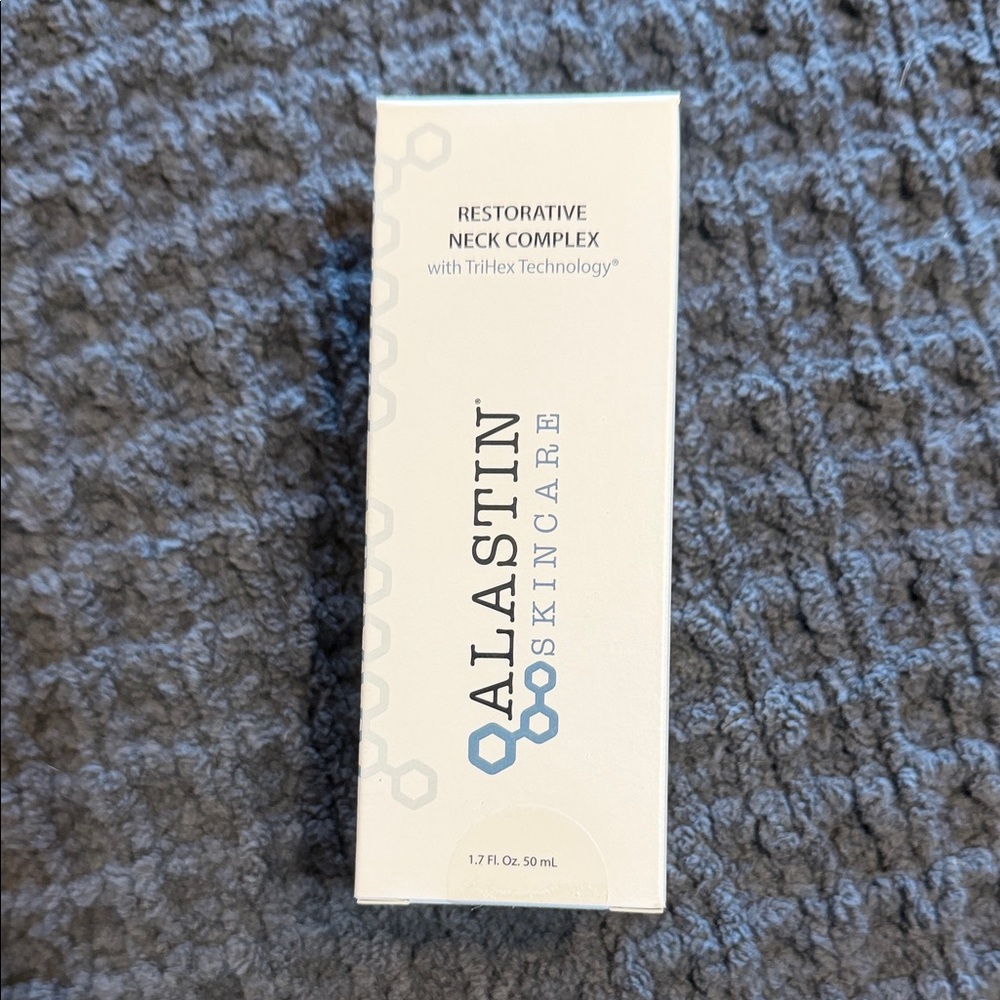 RESTORATIVE
NECK COMPLEX
with TriHex Technology®
ALASTIN®
SKINCARE
1.7 Fl. Oz. 50 mL